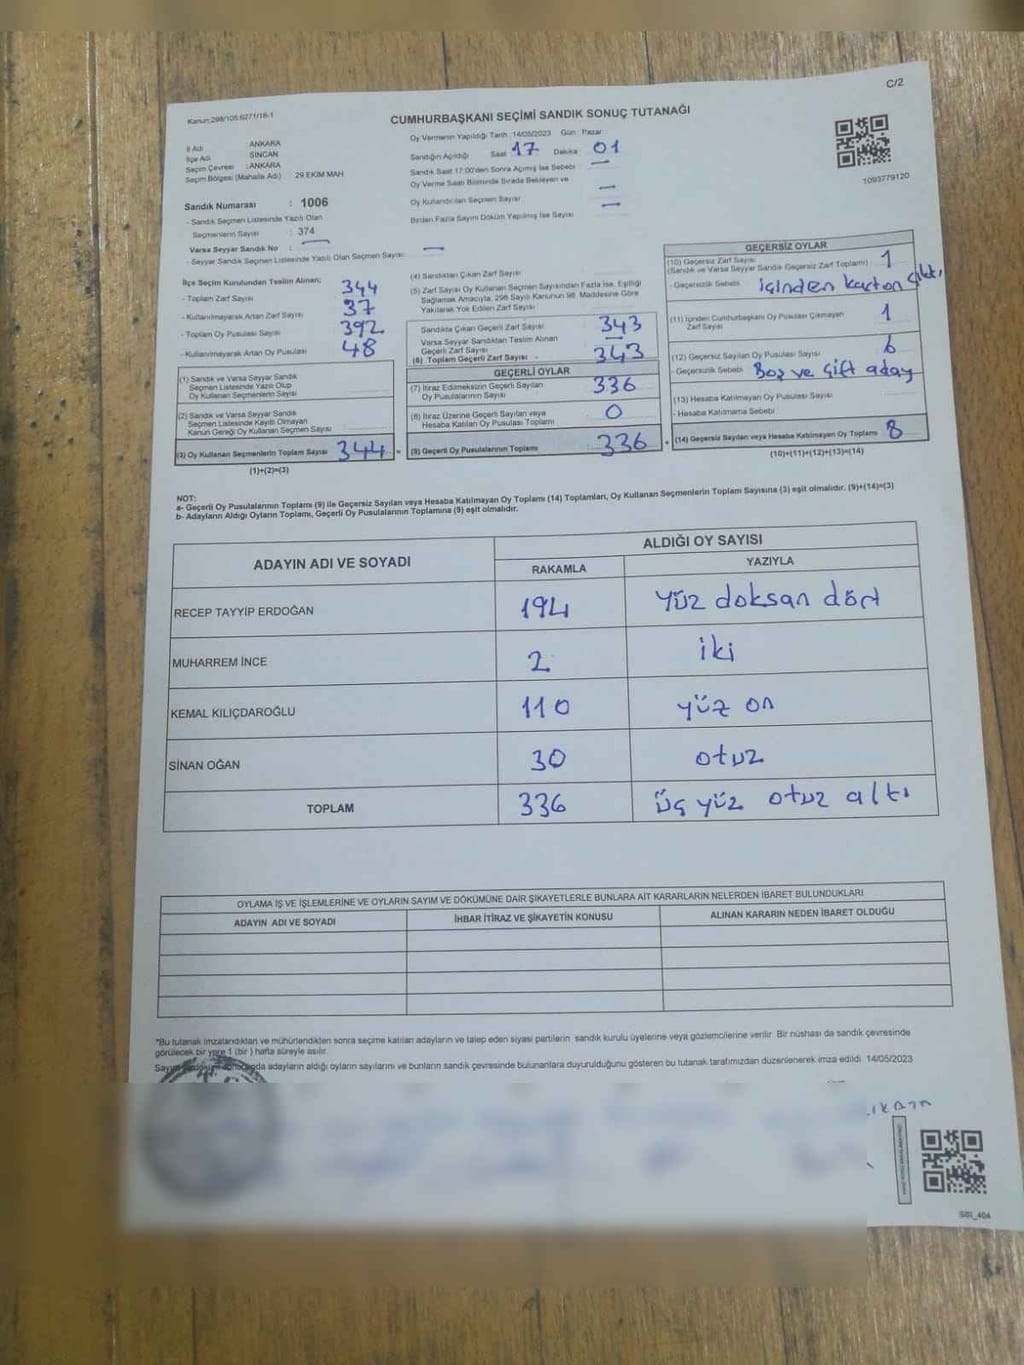 C/2
Kanun:298/105,6271/18-1
CUMHURBAŞKANI SEÇİMİ SANDIK SONUÇ TUTANAĞI
İl Adı ANKARA
İlçe Adı SİNCAN
Seçim Çevresi : ANKARA
Seçim Bölgesi (Mahalle Adı) 29 EKİM MAH
Oy Vermenin Yapıldığı Tarih : 14/05/2023 Gün : Pazar
Sandığın Açıldığı Saat 17 Dakika 01
Sandık Saat 17:00'den Sonra Açılmış İse Sebebi —
Oy Verme Saati Bitiminde Sırada Bekleyen ve
Oy Kullandırılan Seçmen Sayısı —
Birden Fazla Sayım Döküm Yapılmış İse Sayısı —
1093779120
Sandık Numarası : 1006
- Sandık Seçmen Listesinde Yazılı Olan
Seçmenlerin Sayısı : 374
Varsa Seyyar Sandık No : —
- Seyyar Sandık Seçmen Listesinde Yazılı Olan Seçmen Sayısı: —
İlçe Seçim Kurulundan Teslim Alınan;
- Toplam Zarf Sayısı 344
- Kullanılmayarak Artan Zarf Sayısı 37
- Toplam Oy Pusulası Sayısı 392
- Kullanılmayarak Artan Oy Pusulası 48
(1) Sandık ve Varsa Seyyar Sandık
Seçmen Listesinde Yazılı Olup
Oy Kullanan Seçmenlerin Sayısı
(2) Sandık ve Varsa Seyyar Sandık
Seçmen Listesinde Kayıtlı Olmayan
Kanun Gereği Oy Kullanan Seçmen Sayısı
(3) Oy Kullanan Seçmenlerin Toplam Sayısı 344 =
(1)+(2)=(3)
(4) Sandıktan Çıkan Zarf Sayısı
(5) Zarf Sayısı Oy Kullanan Seçmen Sayısından Fazla İse, Eşitliği
Sağlamak Amacıyla, 298 Sayılı Kanunun 98. Maddesine Göre
Yakılarak Yok Edilen Zarf Sayısı
Sandıkta Çıkan Geçerli Zarf Sayısı 343
Varsa Seyyar Sandıktan Teslim Alınan
Geçerli Zarf Sayısı —
(6) Toplam Geçerli Zarf Sayısı 343
GEÇERLİ OYLAR
(7) İtiraz Edilmeksizin Geçerli Sayılan
Oy Pusulalarının Sayısı 336
(8) İtiraz Üzerine Geçerli Sayılan veya
Hesaba Katılan Oy Pusulası Toplamı 0
(9) Geçerli Oy Pusulalarının Toplamı 336 +
GEÇERSİZ OYLAR
(10) Geçersiz Zarf Sayısı
(Sandık ve Varsa Seyyar Sandık Geçersiz Zarf Toplamı) 1
- Geçersizlik Sebebi içinden karton çıktı
(11) İçinden Cumhurbaşkanı Oy Pusulası Çıkmayan
Zarf Sayısı 1
(12) Geçersiz Sayılan Oy Pusulası Sayısı 6
- Geçersizlik Sebebi Boş ve çift aday
(13) Hesaba Katılmayan Oy Pusulası Sayısı
- Hesaba Katılmama Sebebi
(14) Geçersiz Sayılan veya Hesaba Katılmayan Oy Toplamı 8
(10)+(11)+(12)+(13)=(14)
NOT:
a- Geçerli Oy Pusulalarının Toplamı (9) ile Geçersiz Sayılan veya Hesaba Katılmayan Oy Toplamı (14) Toplamları, Oy Kullanan Seçmenlerin Toplam Sayısına (3) eşit olmalıdır. (9)+(14)=(3)
b- Adayların Aldığı Oyların Toplamı, Geçerli Oy Pusulalarının Toplamına (9) eşit olmalıdır.
ADAYIN ADI VE SOYADI ALDIĞI OY SAYISI
RAKAMLA YAZIYLA
RECEP TAYYİP ERDOĞAN 194 yüz doksan dört
MUHARREM İNCE 2 iki
KEMAL KILIÇDAROĞLU 110 yüz on
SİNAN OĞAN 30 otuz
TOPLAM 336 üç yüz otuz altı
OYLAMA İŞ VE İŞLEMLERİNE VE OYLARIN SAYIM VE DÖKÜMÜNE DAİR ŞİKAYETLERLE BUNLARA AİT KARARLARIN NELERDEN İBARET BULUNDUKLARI
ADAYIN ADI VE SOYADI İHBAR İTİRAZ VE ŞİKAYETİN KONUSU ALINAN KARARIN NEDEN İBARET OLDUĞU
*Bu tutanak imzalandıktan ve mühürlendikten sonra seçime katılan adayların ve talep eden siyasi partilerin sandık kurulu üyelerine veya gözlemcilerine verilir. Bir nüshası da sandık çevresinde
görülecek bir yere 1 (bir) hafta süreyle asılır.
adayların aldığı oyların sayılarını ve bunların sandık çevresinde bulunanlara duyurulduğunu gösteren bu tutanak tarafımızdan düzenlenerek imza edildi. 14/05/2023